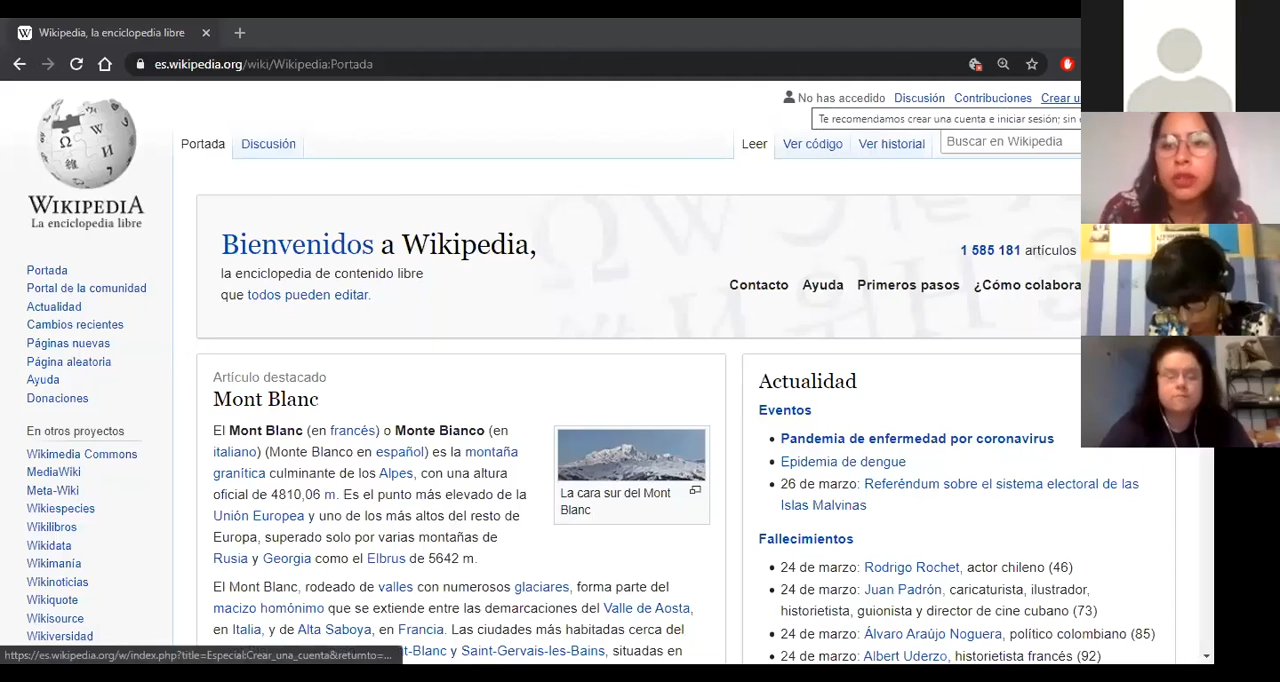 Wikipedia, la enciclopedia libre
es.wikipedia.org/wiki/Wikipedia:Portada
No has accedido Discusión Contribuciones Crear u
Te recomendamos crear una cuenta e iniciar sesión; sin e
Portada Discusión Leer Ver código Ver historial Buscar en Wikipedia
WIKIPEDIA
La enciclopedia libre
Portada
Portal de la comunidad
Actualidad
Cambios recientes
Páginas nuevas
Página aleatoria
Ayuda
Donaciones
En otros proyectos
Wikimedia Commons
MediaWiki
Meta-Wiki
Wikiespecies
Wikilibros
Wikidata
Wikimanía
Wikinoticias
Wikiquote
Wikisource
Wikiversidad
Bienvenidos a Wikipedia,
la enciclopedia de contenido libre
que todos pueden editar.
1 585 181 artículos
Contacto Ayuda Primeros pasos ¿Cómo colabora
Artículo destacado
Mont Blanc
El Mont Blanc (en francés) o Monte Bianco (en
italiano) (Monte Blanco en español) es la montaña
granítica culminante de los Alpes, con una altura
oficial de 4810,06 m. Es el punto más elevado de la
Unión Europea y uno de los más altos del resto de
Europa, superado solo por varias montañas de
Rusia y Georgia como el Elbrus de 5642 m.
La cara sur del Mont
Blanc
El Mont Blanc, rodeado de valles con numerosos glaciares, forma parte del
macizo homónimo que se extiende entre las demarcaciones del Valle de Aosta,
en Italia, y de Alta Saboya, en Francia. Las ciudades más habitadas cerca del
t-Blanc y Saint-Gervais-les-Bains, situadas en
Actualidad
Eventos
Pandemia de enfermedad por coronavirus
Epidemia de dengue
26 de marzo: Referéndum sobre el sistema electoral de las
Islas Malvinas
Fallecimientos
24 de marzo: Rodrigo Rochet, actor chileno (46)
24 de marzo: Juan Padrón, caricaturista, ilustrador,
historietista, guionista y director de cine cubano (73)
24 de marzo: Álvaro Araújo Noguera, político colombiano (85)
24 de marzo: Albert Uderzo, historietista francés (92)
https://es.wikipedia.org/w/index.php?title=Especial:Crear_una_cuenta&returnto=...